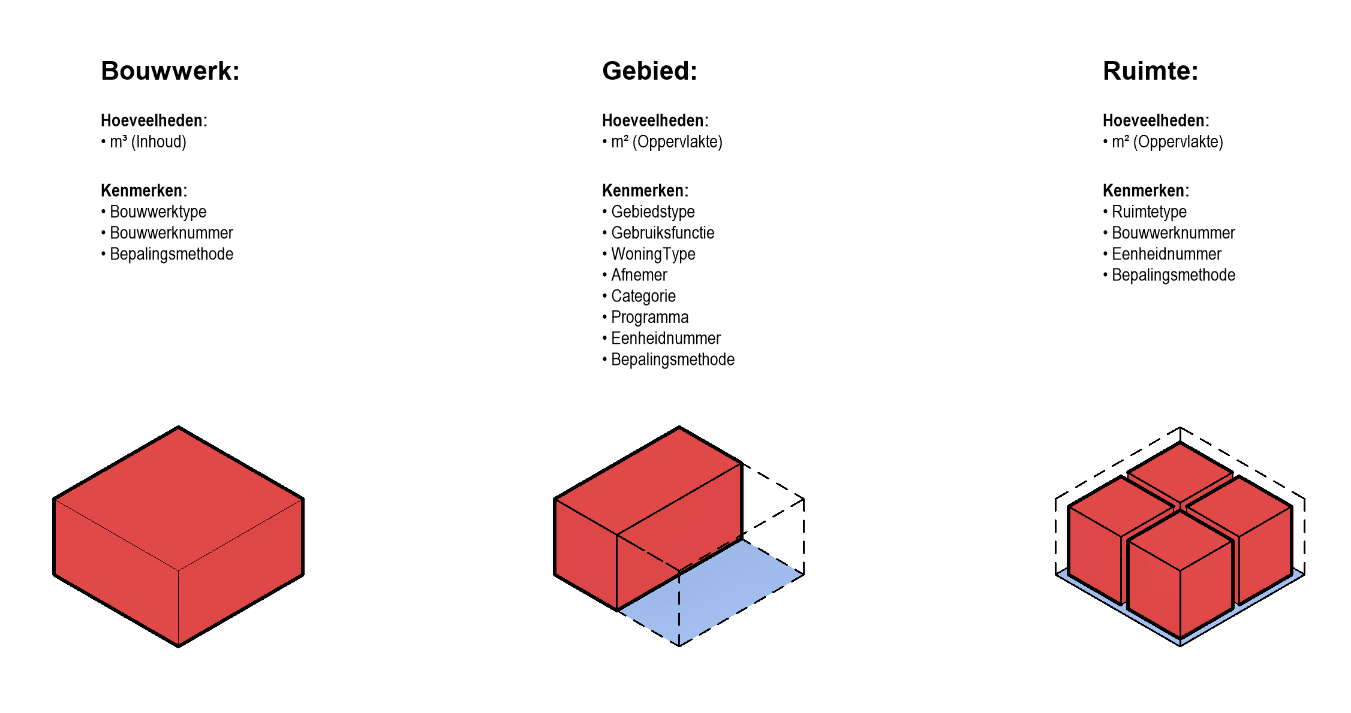 Bouwwerk:
Hoeveelheden:
• m³ (Inhoud)
Kenmerken:
• Bouwwerktype
• Bouwwerknummer
• Bepalingsmethode
Gebied:
Hoeveelheden:
• m² (Oppervlakte)
Kenmerken:
• Gebiedstype
• Gebruiksfunctie
• WoningType
• Afnemer
• Categorie
• Programma
• Eenheidnummer
• Bepalingsmethode
Ruimte:
Hoeveelheden:
• m² (Oppervlakte)
Kenmerken:
• Ruimtetype
• Bouwwerknummer
• Eenheidnummer
• Bepalingsmethode